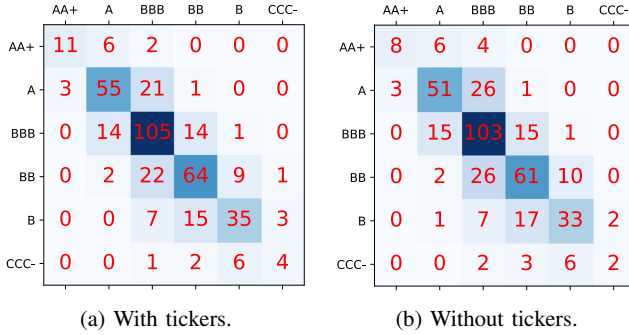 AA+ A BBB BB B CCC- AA+ A BBB BB B CCC-
AA+ 11 6 2 0 0 0 AA+ 8 6 4 0 0 0
A 3 55 21 1 0 0 A 3 51 26 1 0 0
BBB 0 14 105 14 1 0 BBB 0 15 103 15 1 0
BB 0 2 22 64 9 1 BB 0 2 26 61 10 0
B 0 0 7 15 35 3 B 0 1 7 17 33 2
CCC- 0 0 1 2 6 4 CCC- 0 0 2 3 6 2
(a) With tickers. (b) Without tickers.